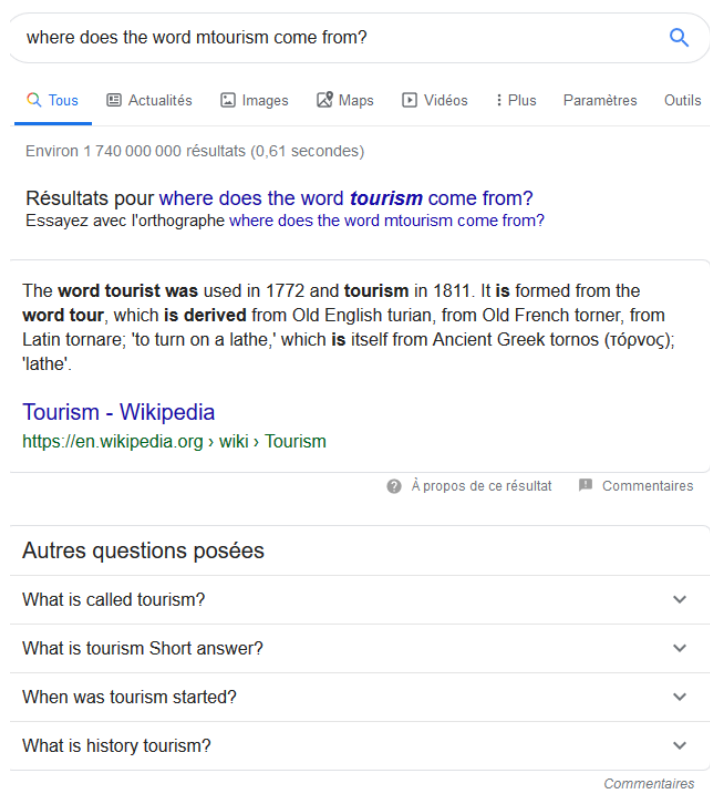 where does the word mtourism come from?
Tous Actualités Images Maps Vidéos Plus Paramètres Outils
Environ 1 740 000 000 résultats (0,61 secondes)
Résultats pour where does the word tourism come from?
Essayez avec l'orthographe where does the word mtourism come from?
The word tourist was used in 1772 and tourism in 1811. It is formed from the
word tour, which is derived from Old English turian, from Old French torner, from
Latin tornare; 'to turn on a lathe,' which is itself from Ancient Greek tornos (τόρνος);
'lathe'.
Tourism - Wikipedia
https://en.wikipedia.org › wiki › Tourism
À propos de ce résultat Commentaires
Autres questions posées
What is called tourism?
What is tourism Short answer?
When was tourism started?
What is history tourism?
Commentaires